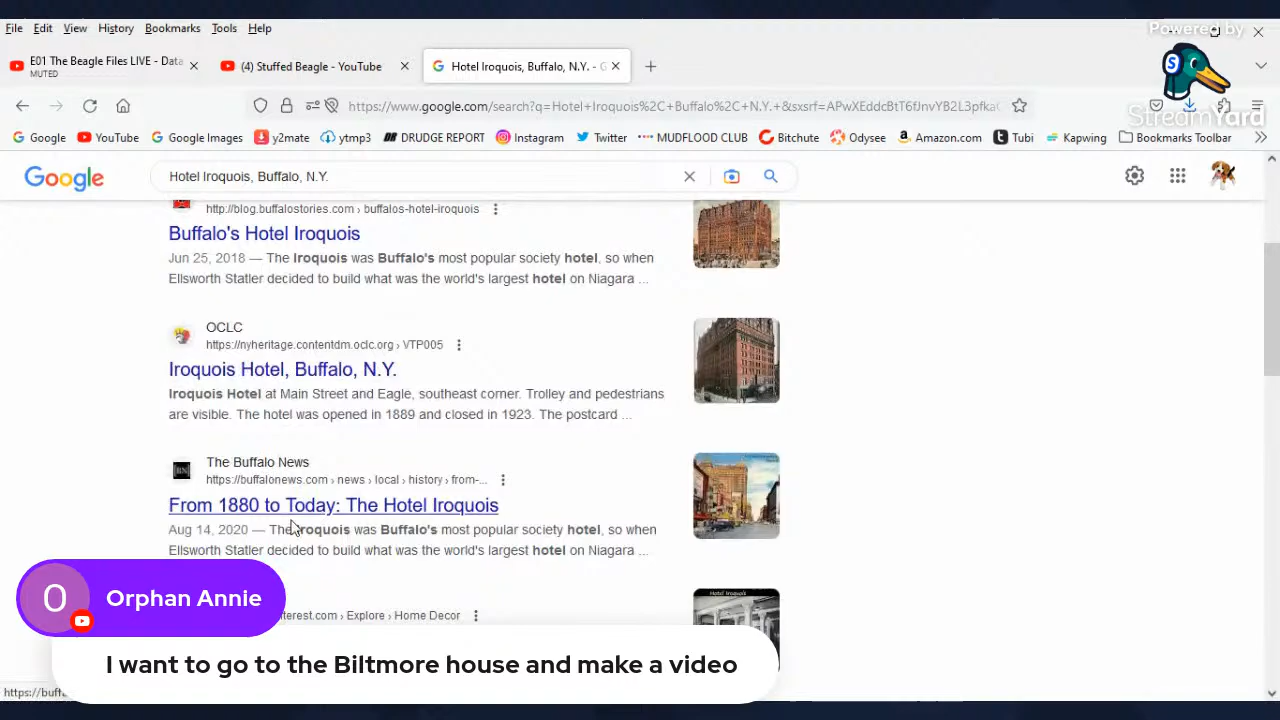 File Edit View History Bookmarks Tools Help
Powered by
StreamYard
E01 The Beagle Files LIVE - Data
MUTED
(4) Stuffed Beagle - YouTube
Hotel Iroquois, Buffalo, N.Y. - G
https://www.google.com/search?q=Hotel+Iroquois%2C+Buffalo%2C+N.Y.+&sxsrf=
Google YouTube Google Images y2mate ytmp3 DRUDGE REPORT Instagram Twitter MUDFLOOD CLUB Bitchute Odysee Amazon.com Tubi Kapwing Bookmarks Toolbar
Google
Hotel Iroquois, Buffalo, N.Y.
http://blog.buffalostories.com › buffalos-hotel-iroquois
Buffalo's Hotel Iroquois
Jun 25, 2018 — The Iroquois was Buffalo's most popular society hotel, so when
Ellsworth Statler decided to build what was the world's largest hotel on Niagara ...
OCLC
https://nyheritage.contentdm.oclc.org › VTP005
Iroquois Hotel, Buffalo, N.Y.
Iroquois Hotel at Main Street and Eagle, southeast corner. Trolley and pedestrians
are visible. The hotel was opened in 1889 and closed in 1923. The postcard ...
The Buffalo News
https://buffalonews.com › news › local › history › from-...
From 1880 to Today: The Hotel Iroquois
Aug 14, 2020 — The Iroquois was Buffalo's most popular society hotel, so when
Ellsworth Statler decided to build what was the world's largest hotel on Niagara ...
Hotel Iroquois
terest.com › Explore › Home Decor
O
Orphan Annie
I want to go to the Biltmore house and make a video
https://buff